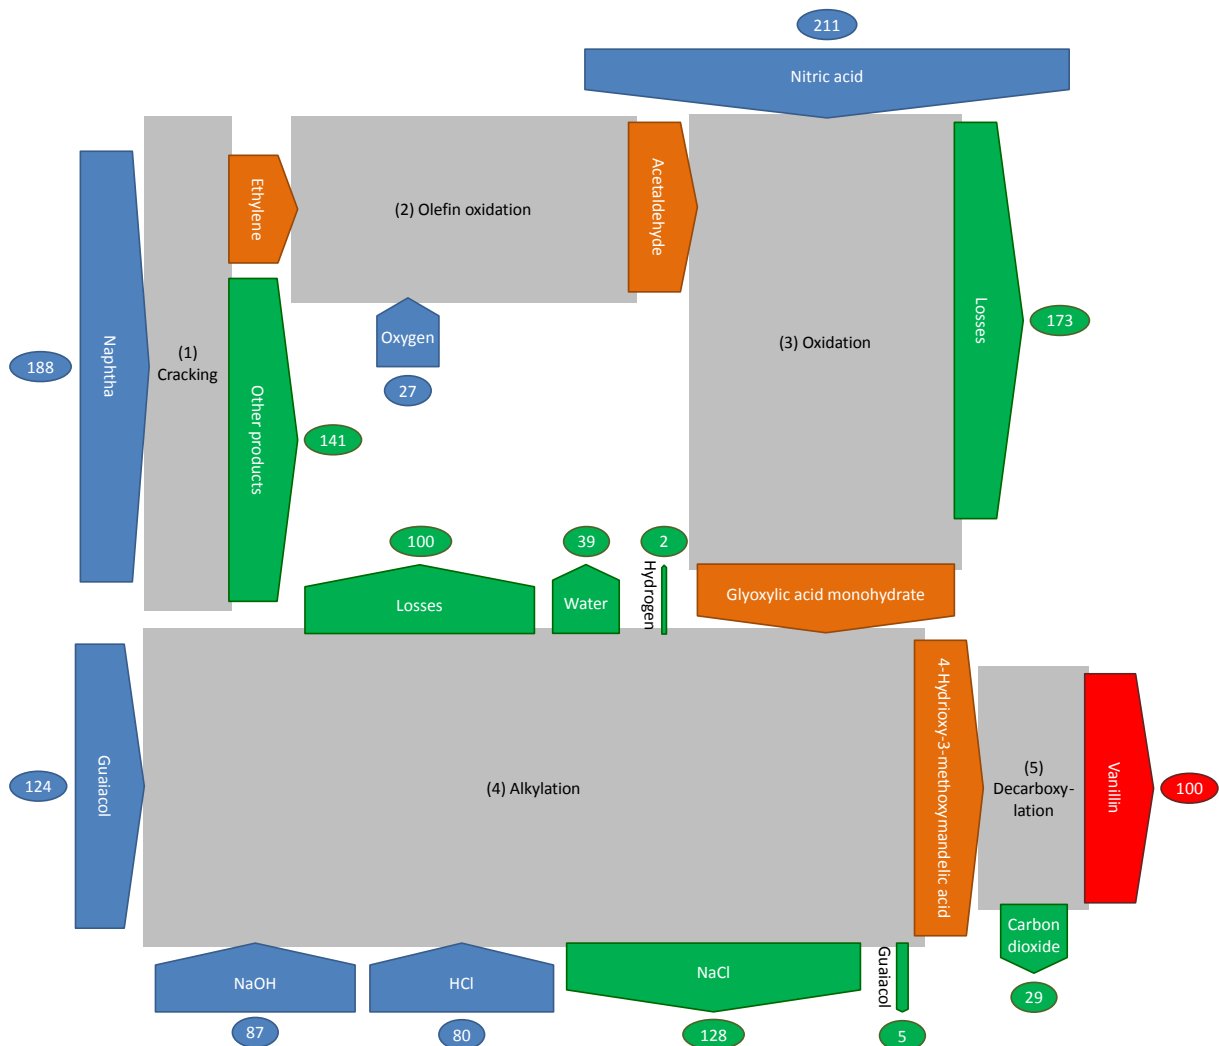 211
Nitric acid
Naphtha
188
(1)
Cracking
Ethylene
Other products
141
(2) Olefin oxidation
Oxygen
27
Acetaldehyde
(3) Oxidation
Losses
173
100
Losses
39
Water
2
Hydrogen
Glyoxylic acid monohydrate
Guaiacol
124
(4) Alkylation
4-Hydrioxy-3-methoxymandelic acid
(5)
Decarboxy-
lation
Vanillin
100
NaOH
87
HCl
80
NaCl
128
Guaiacol
5
Carbon
dioxide
29